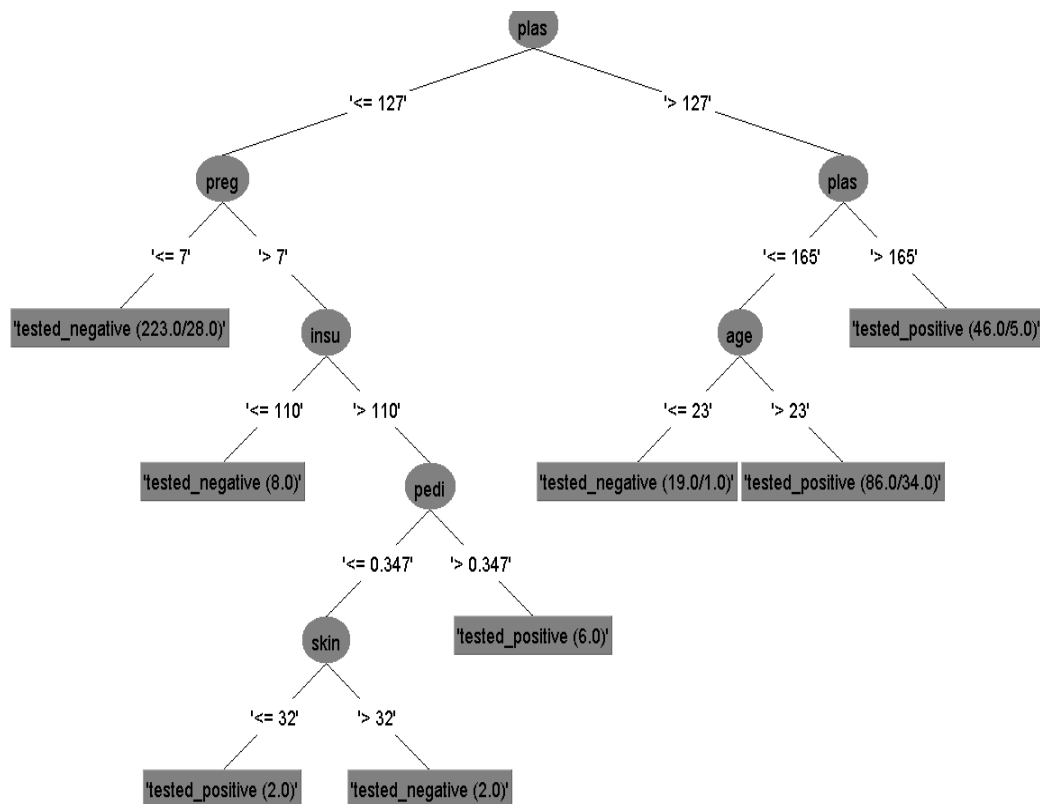 plas
'<= 127'
'> 127'
preg
plas
'<= 7'
'> 7'
'<= 165'
'> 165'
'tested_negative (223.0/28.0)'
insu
age
'tested_positive (46.0/5.0)'
'<= 110'
'> 110'
'<= 23'
'> 23'
'tested_negative (8.0)'
pedi
'tested_negative (19.0/1.0)'
'tested_positive (86.0/34.0)'
'<= 0.347'
'> 0.347'
skin
'tested_positive (6.0)'
'<= 32'
'> 32'
'tested_positive (2.0)'
'tested_negative (2.0)'